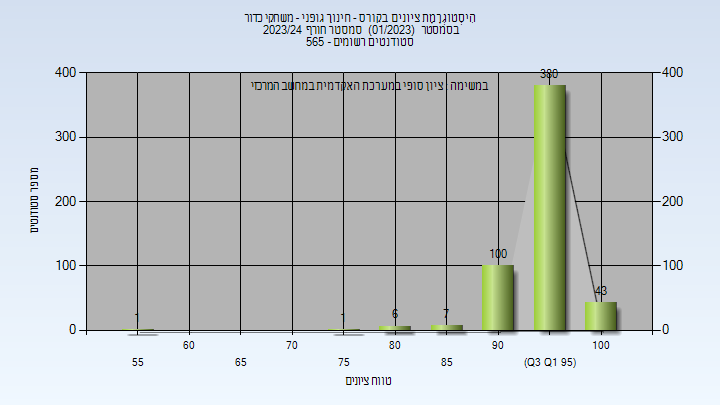 היסטוגרמת ציונים בקורס - חינוך גופני - משחקי כדור
בסמסטר (01/2023) סמסטר חורף 2023/24
סטודנטים רשומים - 565
במשימה: ציון סופי במערכת האקדמית במחשב המרכזי
400 400
300 300
200 200
100 100
0 0
מספר סטודנטים
1 1 6 7 100 380 43
60 70 80 90 100
55 65 75 85 (Q3 Q1 95)
טווח ציונים